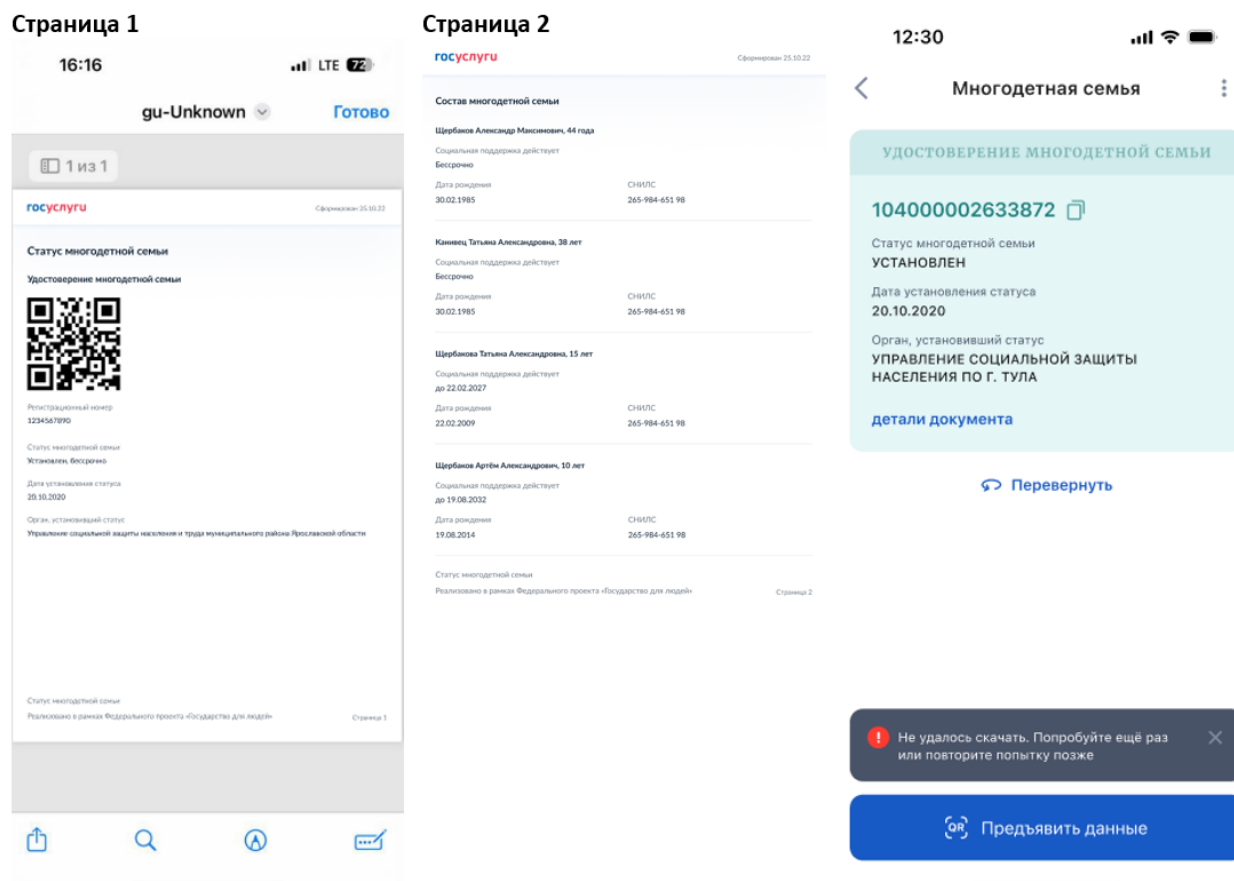 Страница 1
16:16
LTE 72
gu-Unknown
Готово
1 из 1
госуслуги
Сформирован 25.10.22
Статус многодетной семьи
Удостоверение многодетной семьи
Регистрационный номер
1234567890
Статус многодетной семьи
Установлен, бессрочно
Дата установления статуса
20.10.2020
Орган, установивший статус
Управление социальной защиты населения и труда муниципального района Ярославской области
Статус многодетной семьи
Реализовано в рамках Федерального проекта «Государство для людей»
Страница 1
Страница 2
госуслуги
Сформирован 25.10.22
Состав многодетной семьи
Щербаков Александр Максимович, 44 года
Социальная поддержка действует
Бессрочно
Дата рождения СНИЛС
30.02.1985 265-984-651 98
Канивец Татьяна Александровна, 38 лет
Социальная поддержка действует
Бессрочно
Дата рождения СНИЛС
30.02.1985 265-984-651 98
Щербакова Татьяна Александровна, 15 лет
Социальная поддержка действует
до 22.02.2027
Дата рождения СНИЛС
22.02.2009 265-984-651 98
Щербаков Артём Александрович, 10 лет
Социальная поддержка действует
до 19.08.2032
Дата рождения СНИЛС
19.08.2014 265-984-651 98
Статус многодетной семьи
Реализовано в рамках Федерального проекта «Государство для людей»
Страница 2
12:30
Многодетная семья
УДОСТОВЕРЕНИЕ МНОГОДЕТНОЙ СЕМЬИ
104000002633872
Статус многодетной семьи
УСТАНОВЛЕН
Дата установления статуса
20.10.2020
Орган, установивший статус
УПРАВЛЕНИЕ СОЦИАЛЬНОЙ ЗАЩИТЫ
НАСЕЛЕНИЯ ПО Г. ТУЛА
детали документа
Перевернуть
Не удалось скачать. Попробуйте ещё раз
или повторите попытку позже
QR Предъявить данные